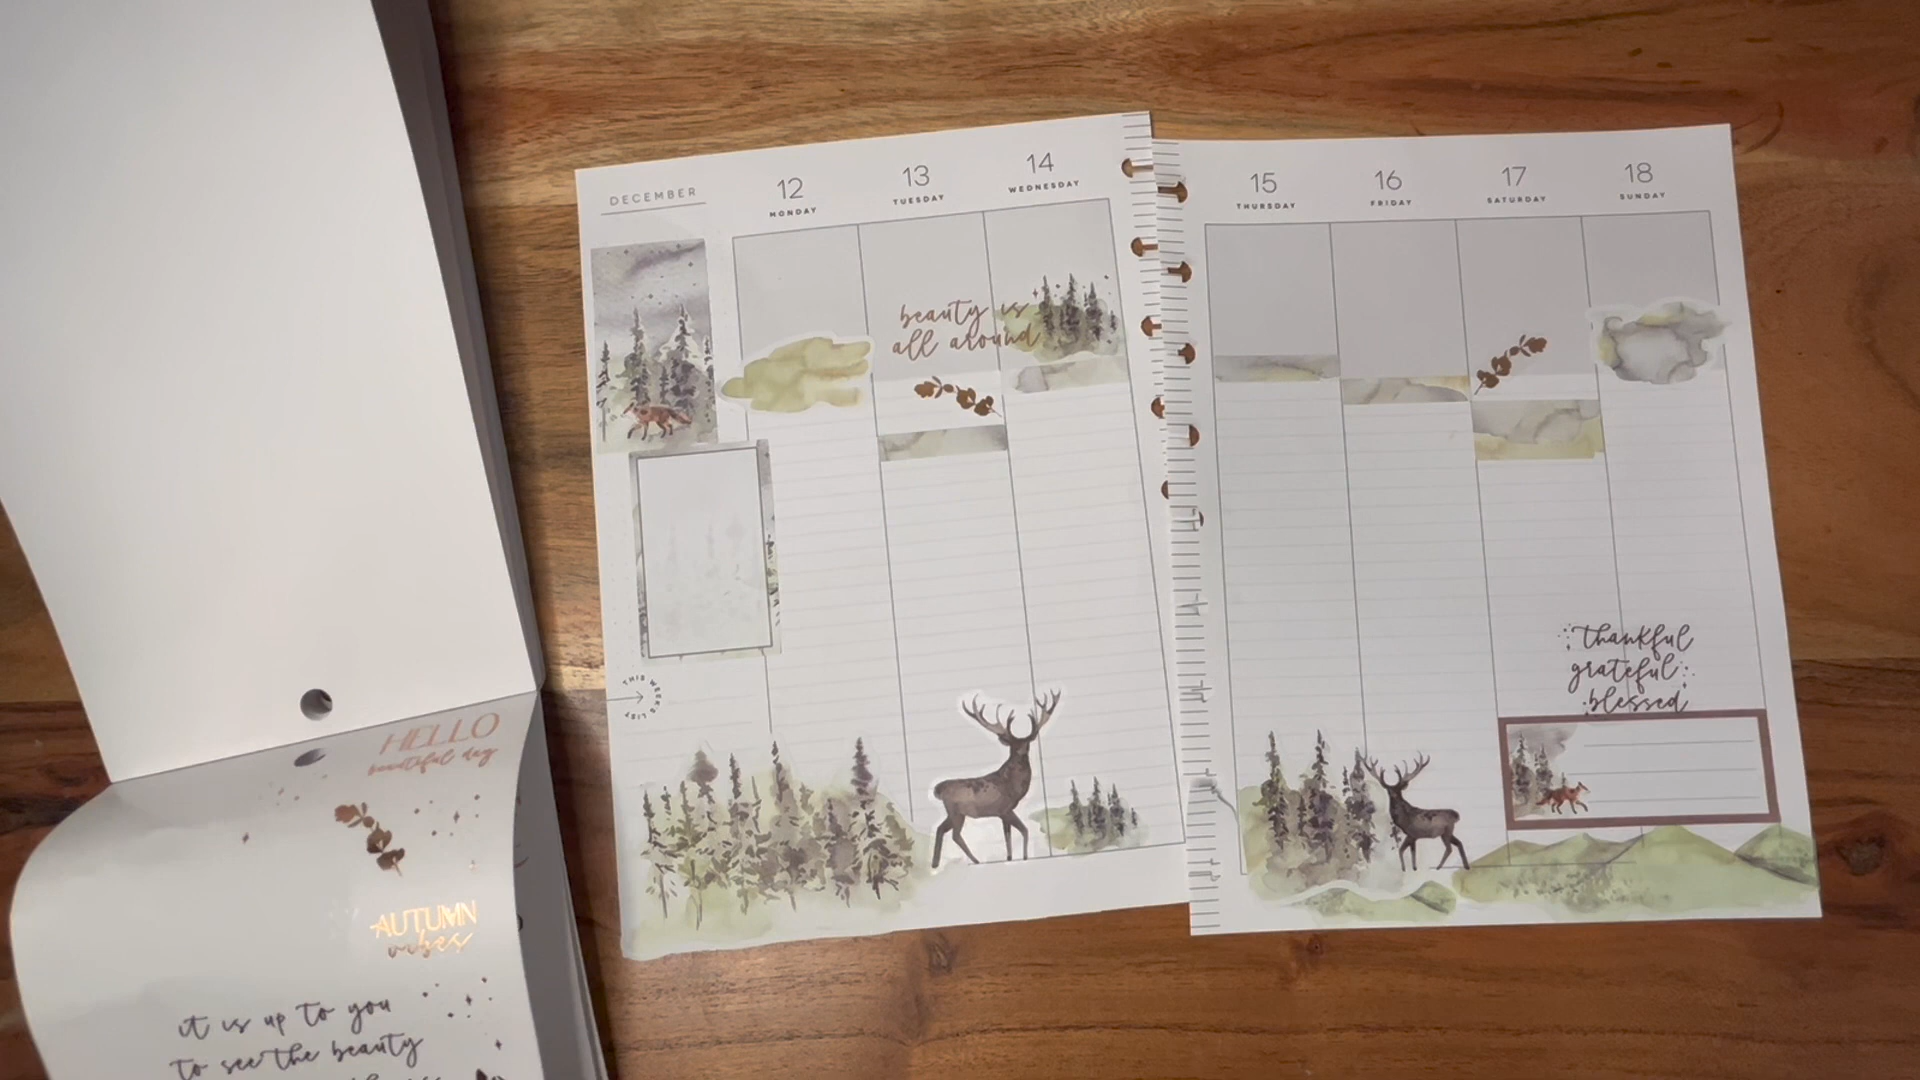 DECEMBER
12
MONDAY
13
TUESDAY
14
WEDNESDAY
15
THURSDAY
16
FRIDAY
17
SATURDAY
18
SUNDAY
beauty is
all around
THIS WEEK'S LIST
thankful
grateful
blessed
HELLO
beautiful day
AUTUMN
vibes
it is up to you
to see the beauty